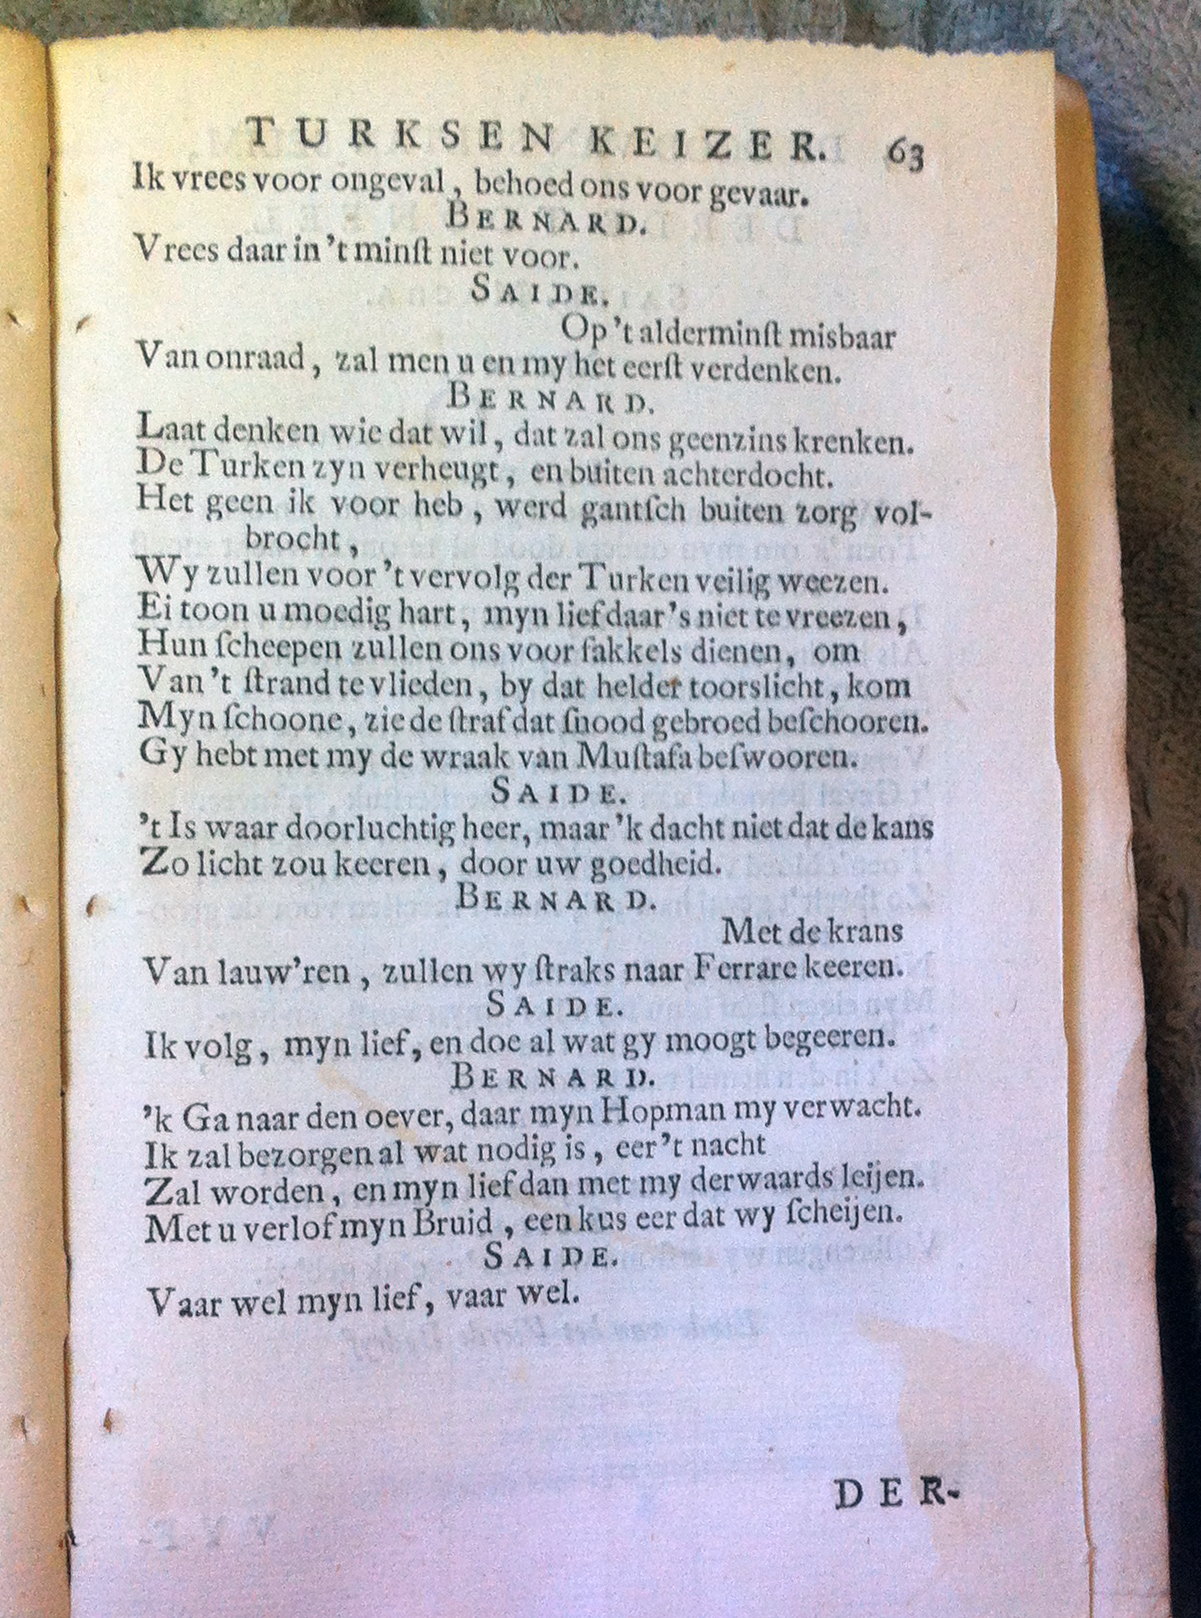 TURKSEN KEIZER. 63
Ik vrees voor ongeval, behoed ons voor gevaar.
BERNARD.
Vrees daar in 't minſt niet voor.
SAIDE.
Op 't alderminſt misbaar
Van onraad, zal men u en my het eerſt verdenken.
BERNARD.
Laat denken wie dat wil, dat zal ons geenzins krenken.
De Turken zyn verheugt, en buiten achterdocht.
Het geen ik voor heb, werd gantſch buiten zorg vol-
brocht,
Wy zullen voor 't vervolg der Turken veilig weezen.
Ei toon u moedig hart, myn lief daar's niet te vreezen,
Hun ſcheepen zullen ons voor fakkels dienen, om
Van 't ſtrand te vlieden, by dat helder toorslicht, kom
Myn ſchoone, zie de ſtraf dat ſnood gebroed beſchooren.
Gy hebt met my de wraak van Muſtafa beſwooren.
SAIDE.
't Is waar doorluchtig heer, maar 'k dacht niet dat de kans
Zo licht zou keeren, door uw goedheid.
BERNARD.
Met de krans
Van lauw'ren, zullen wy ſtraks naar Ferrare keeren.
SAIDE.
Ik volg, myn lief, en doe al wat gy moogt begeeren.
BERNARD.
'k Ga naar den oever, daar myn Hopman my verwacht.
Ik zal bezorgen al wat nodig is, eer 't nacht
Zal worden, en myn lief dan met my derwaards leijen.
Met u verlof myn Bruid, een kus eer dat wy ſcheijen.
SAIDE.
Vaar wel myn lief, vaar wel.
DER-